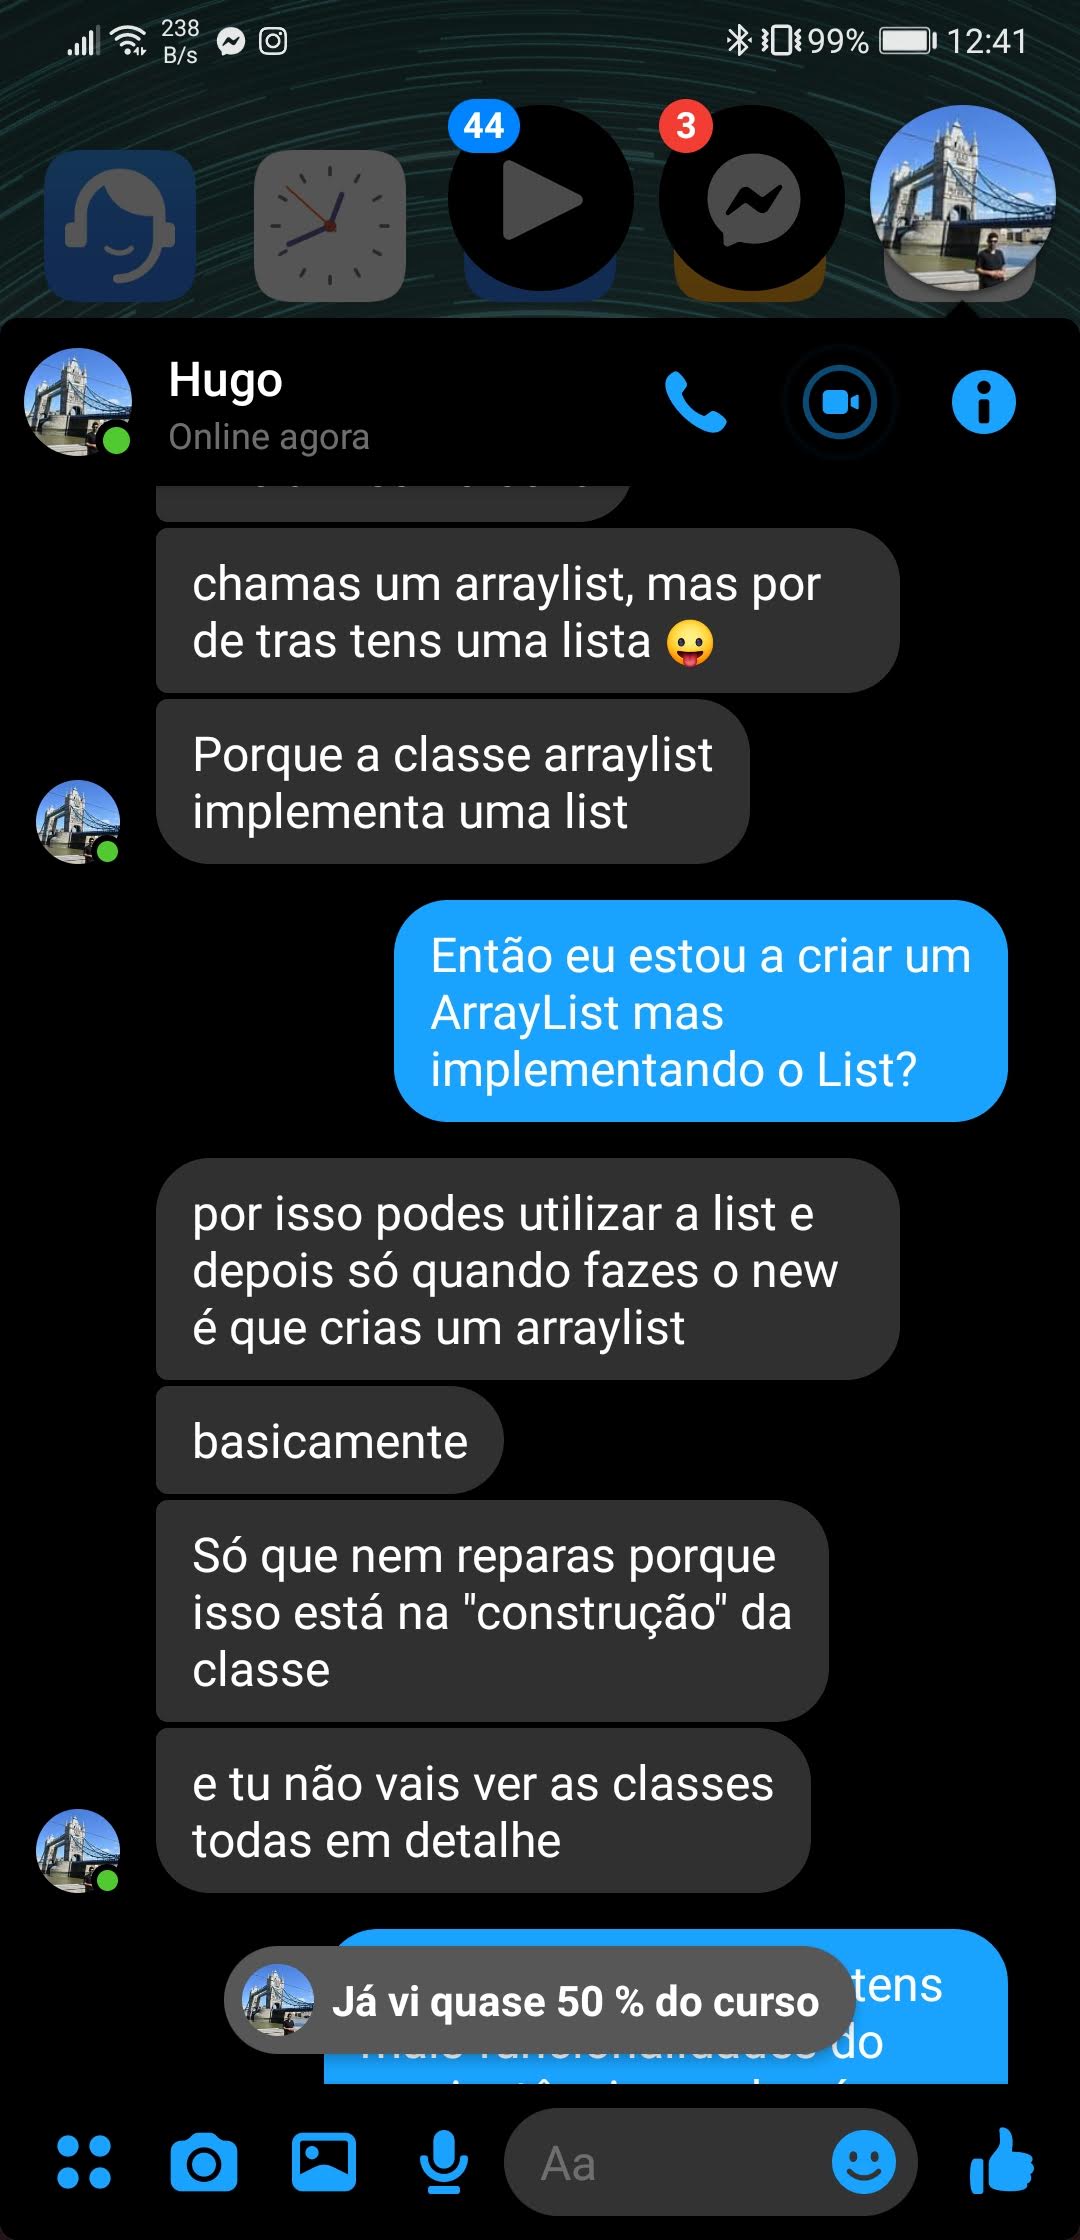 238
B/s
99%
12:41
44
3
Hugo
Online agora
chamas um arraylist, mas por
de tras tens uma lista 😛
Porque a classe arraylist
implementa uma list
Então eu estou a criar um
ArrayList mas
implementando o List?
por isso podes utilizar a list e
depois só quando fazes o new
é que crias um arraylist
basicamente
Só que nem reparas porque
isso está na "construção" da
classe
e tu não vais ver as classes
todas em detalhe
tens
Já vi quase 50 % do curso
do
Aa